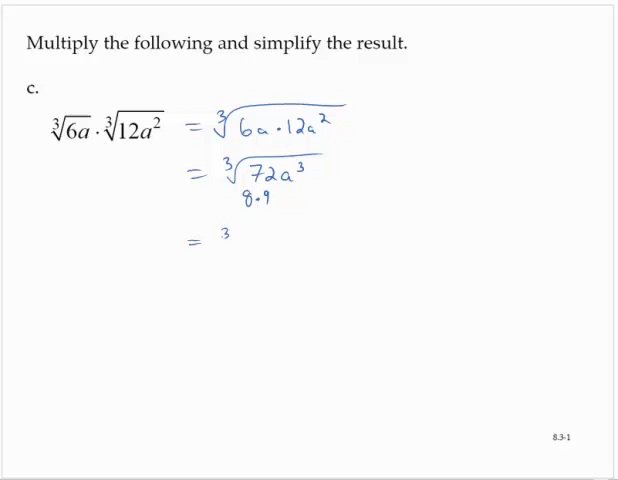 Multiply the following and simplify the result.
c.
∛6a · ∛12a² = ∛6a · 12a²
= ∛72a³
8·9
= 3
8.3-1